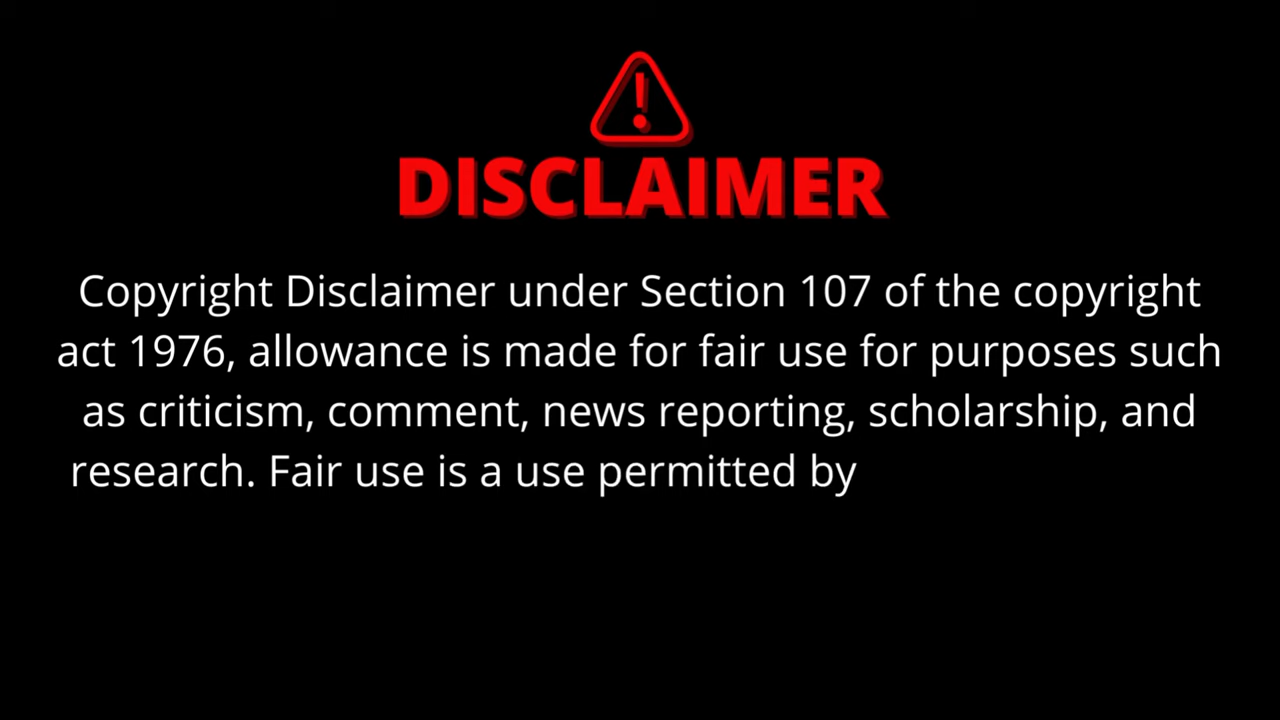 DISCLAIMER
Copyright Disclaimer under Section 107 of the copyright
act 1976, allowance is made for fair use for purposes such
as criticism, comment, news reporting, scholarship, and
research. Fair use is a use permitted by